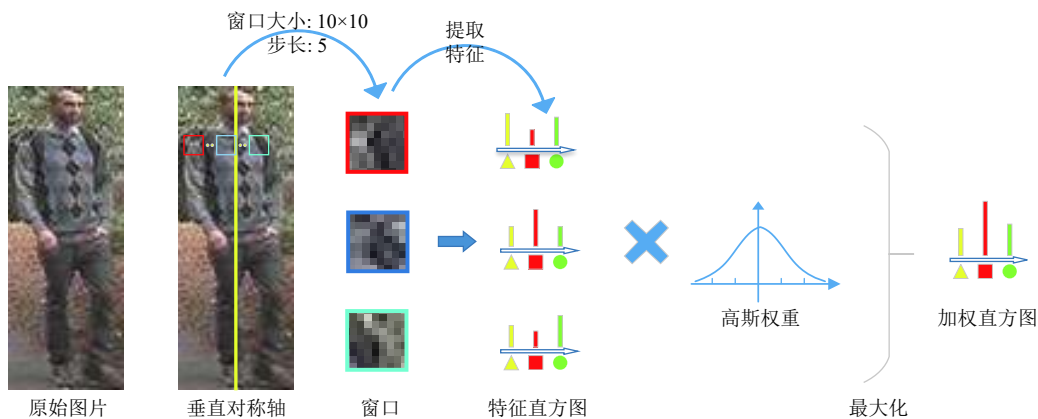 窗口大小: 10×10
步长: 5
提取
特征
高斯权重
加权直方图
原始图片
垂直对称轴
窗口
特征直方图
最大化